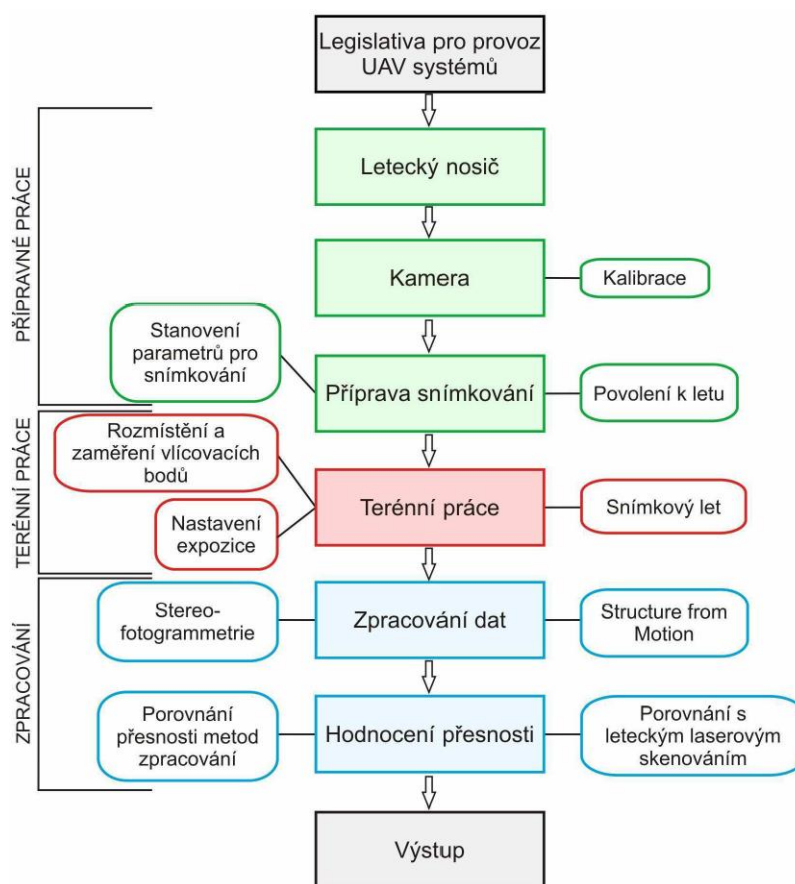 Legislativa pro provoz
UAV systémů
PŘÍPRAVNÉ PRÁCE
Letecký nosič
Kamera
Kalibrace
Stanovení
parametrů pro
snímkování
Příprava snímkování
Povolení k letu
TERÉNNÍ PRÁCE
Rozmístění a
zaměření vlícovacích
bodů
Nastavení
expozice
Terénní práce
Snímkový let
ZPRACOVÁNÍ
Stereo-
fotogrammetrie
Zpracování dat
Structure from
Motion
Porovnání
přesnosti metod
zpracování
Hodnocení přesnosti
Porovnání s
leteckým laserovým
skenováním
Výstup